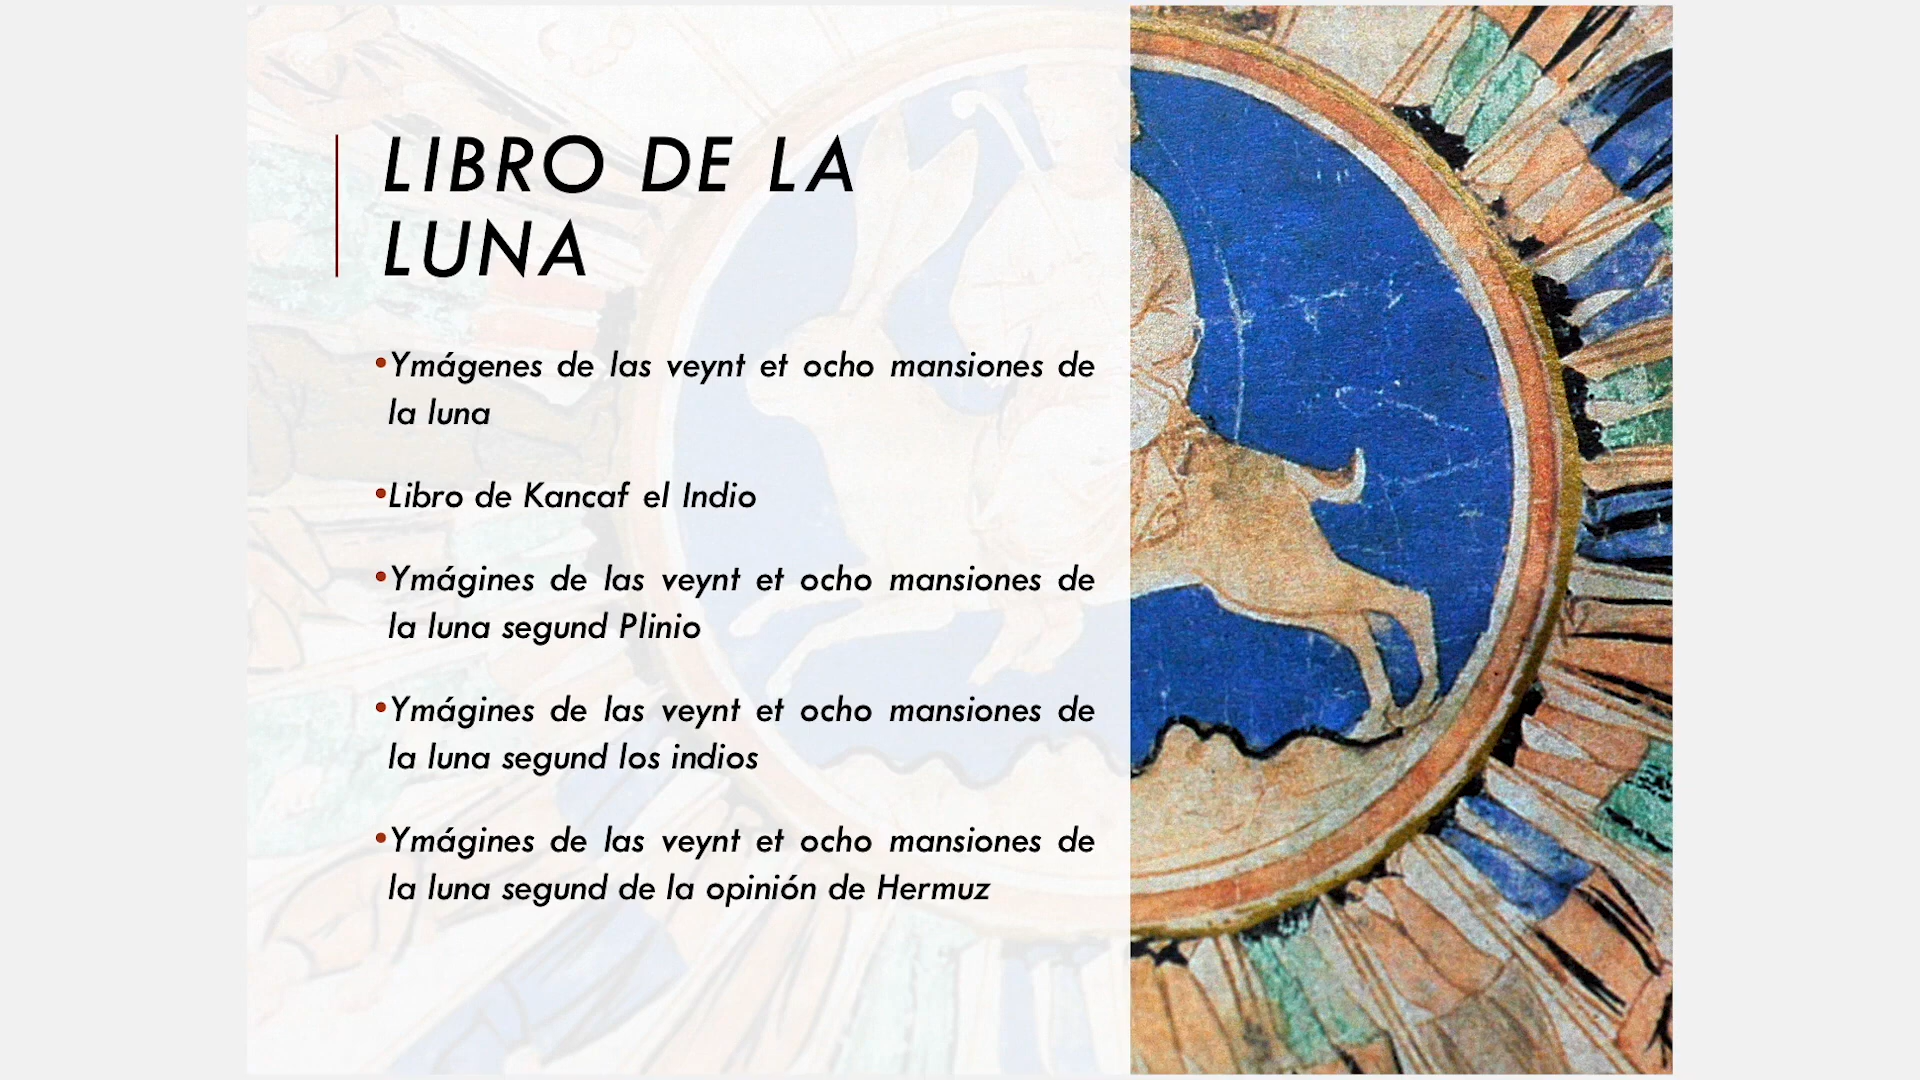 LIBRO DE LA
LUNA
•Ymágenes de las veynt et ocho mansiones de
la luna
•Libro de Kancaf el Indio
•Ymágines de las veynt et ocho mansiones de
la luna segund Plinio
•Ymágines de las veynt et ocho mansiones de
la luna segund los indios
•Ymágines de las veynt et ocho mansiones de
la luna segund de la opinión de Hermuz